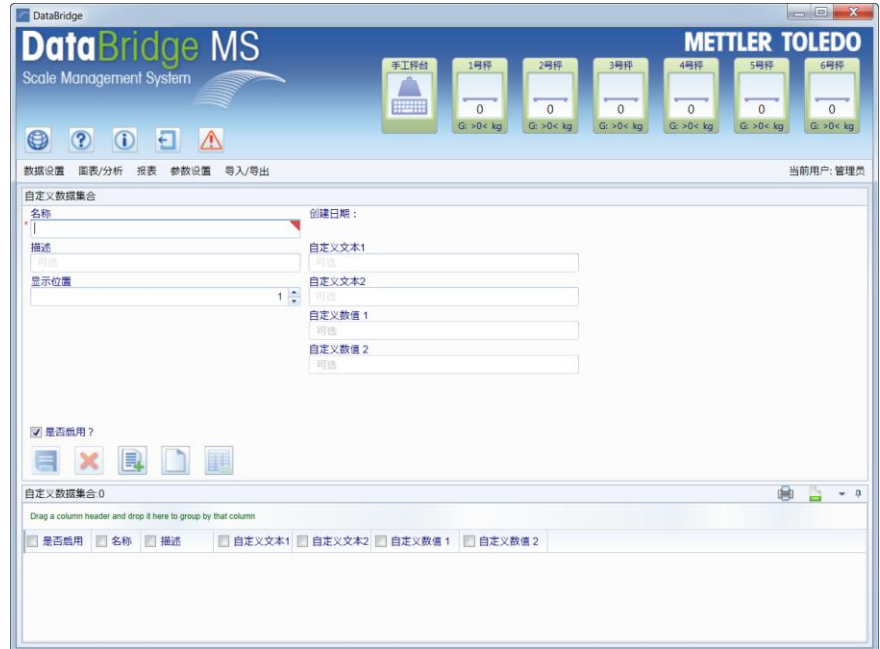 DataBridge
DataBridge MS
Scale Management System
METTLER TOLEDO
手工秤台 1号秤 2号秤 3号秤 4号秤 5号秤 6号秤
0 0 0 0 0 0
G: >0< kg G: >0< kg G: >0< kg G: >0< kg G: >0< kg G: >0< kg
数据设置 图表/分析 报表 参数设置 导入/导出 当前用户: 管理员
自定义数据集合
名称 创建日期：
*
描述 自定义文本1
可选 可选
显示位置 自定义文本2
1 可选
自定义数值 1
可选
自定义数值 2
可选
是否启用？
自定义数据集合:0
Drag a column header and drop it here to group by that column
是否启用 名称 描述 自定义文本1 自定义文本2 自定义数值 1 自定义数值 2